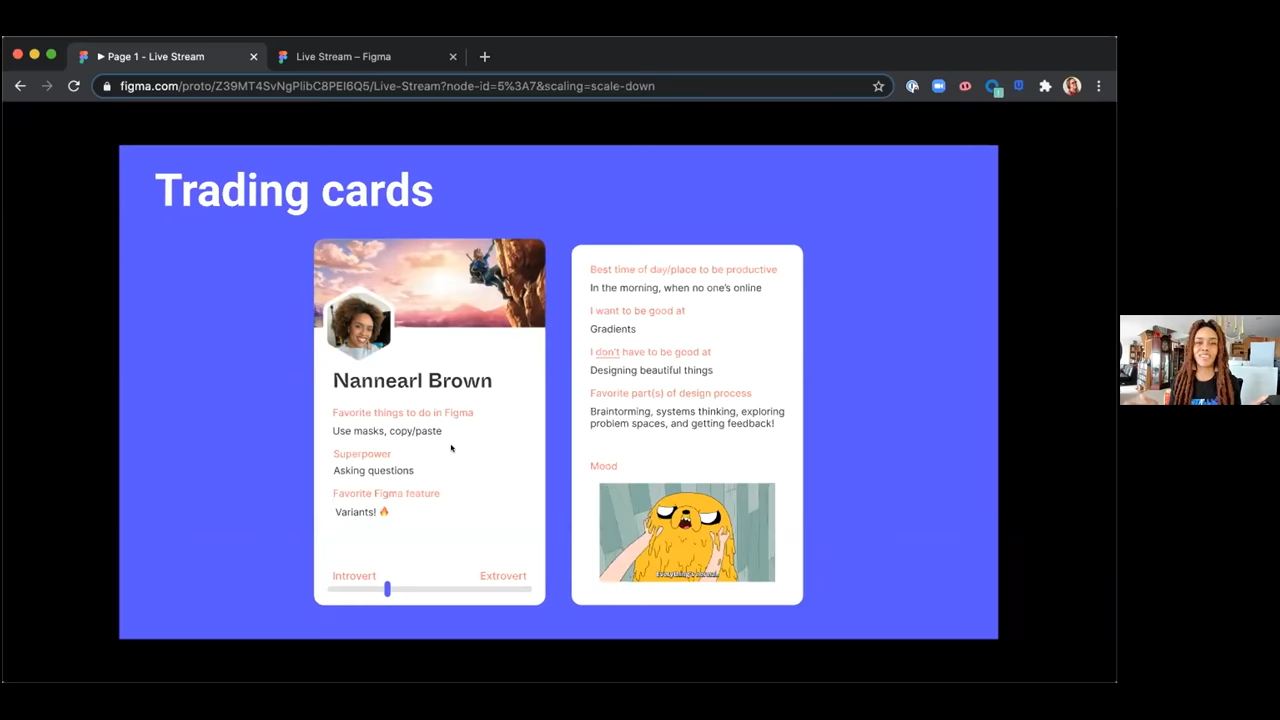 ▶ Page 1 - Live Stream
Live Stream – Figma
figma.com/proto/Z39MT4SvNgPlibC8PEI6Q5/Live-Stream?node-id=5%3A7&scaling=scale-down
Trading cards
Nannearl Brown
Favorite things to do in Figma
Use masks, copy/paste
Superpower
Asking questions
Favorite Figma feature
Variants! 🔥
Introvert
Extrovert
Best time of day/place to be productive
In the morning, when no one's online
I want to be good at
Gradients
I don't have to be good at
Designing beautiful things
Favorite part(s) of design process
Braintorming, systems thinking, exploring
problem spaces, and getting feedback!
Mood